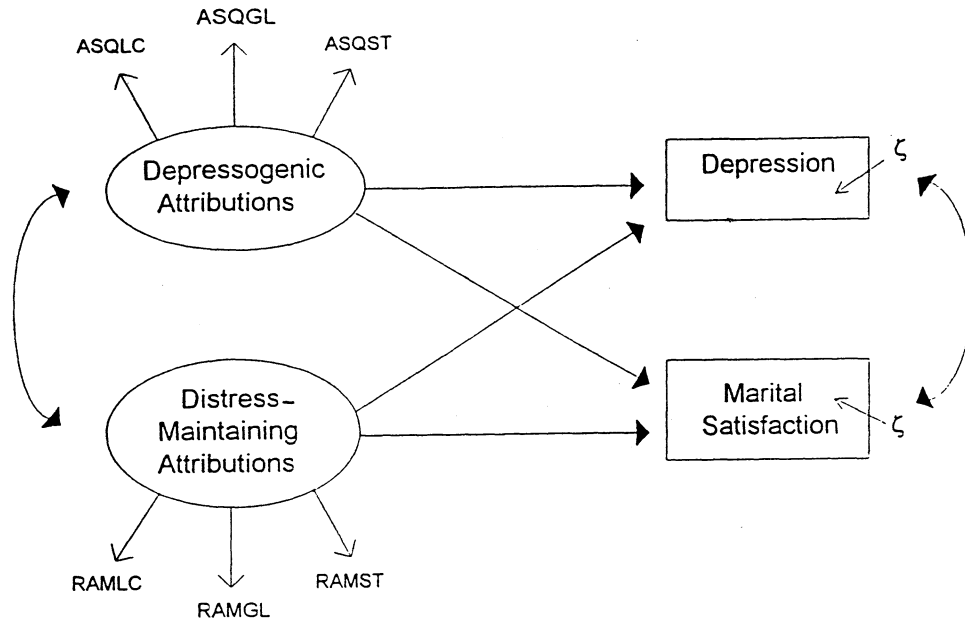 ASQGL
ASQLC
ASQST
Depressogenic
Attributions
Depression
ζ
Distress-
Maintaining
Attributions
Marital
Satisfaction
ζ
RAMLC
RAMGL
RAMST